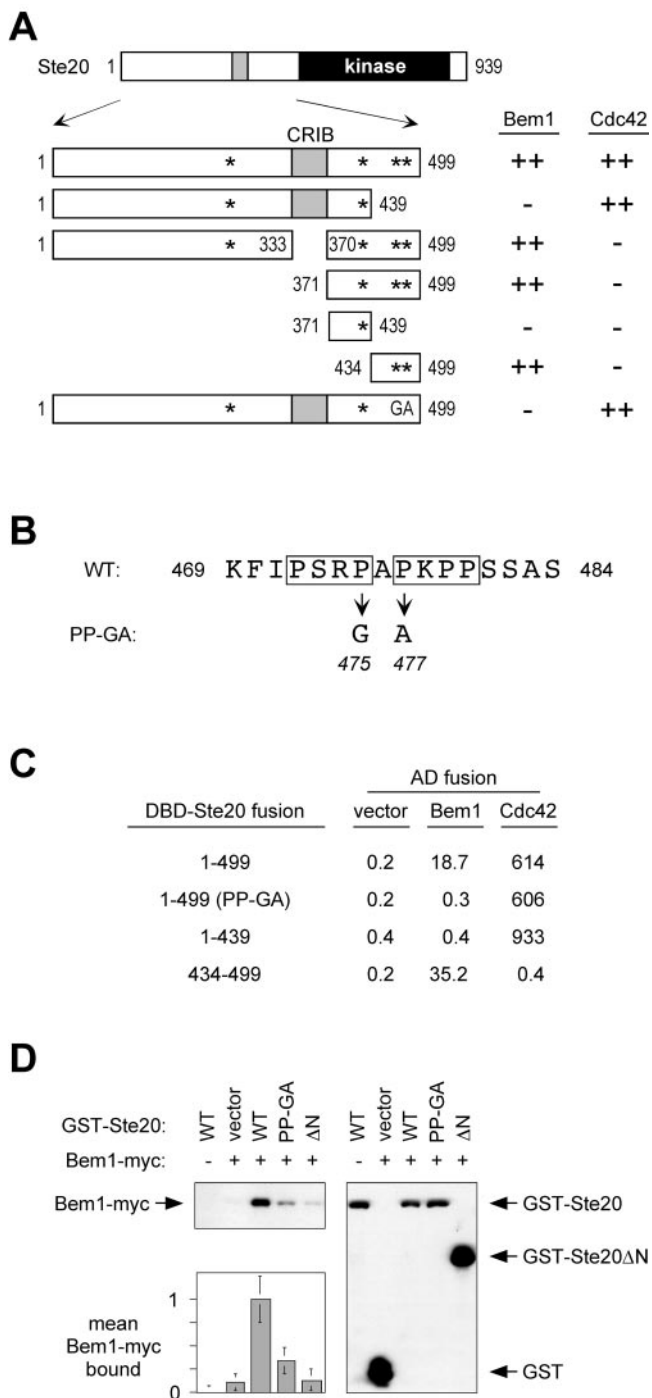 A
Ste20 1 kinase 939
CRIB
Bem1 Cdc42
1 * * ** 499 ++ ++
1 * * 439 - ++
1 * 333 370 * ** 499 ++ -
371 * ** 499 ++ -
371 * 439 - -
434 ** 499 ++ -
1 * * GA 499 - ++
B
WT: 469 KFIPSRPAPKPPSSAS 484
PP-GA: G A
475 477
C
AD fusion
DBD-Ste20 fusion vector Bem1 Cdc42
1-499 0.2 18.7 614
1-499 (PP-GA) 0.2 0.3 606
1-439 0.4 0.4 933
434-499 0.2 35.2 0.4
D
GST-Ste20: WT vector WT PP-GA ΔN WT vector WT PP-GA ΔN
Bem1-myc: - + + + + - + + + +
Bem1-myc
GST-Ste20
GST-Ste20ΔN
GST
mean
Bem1-myc
bound
1
0